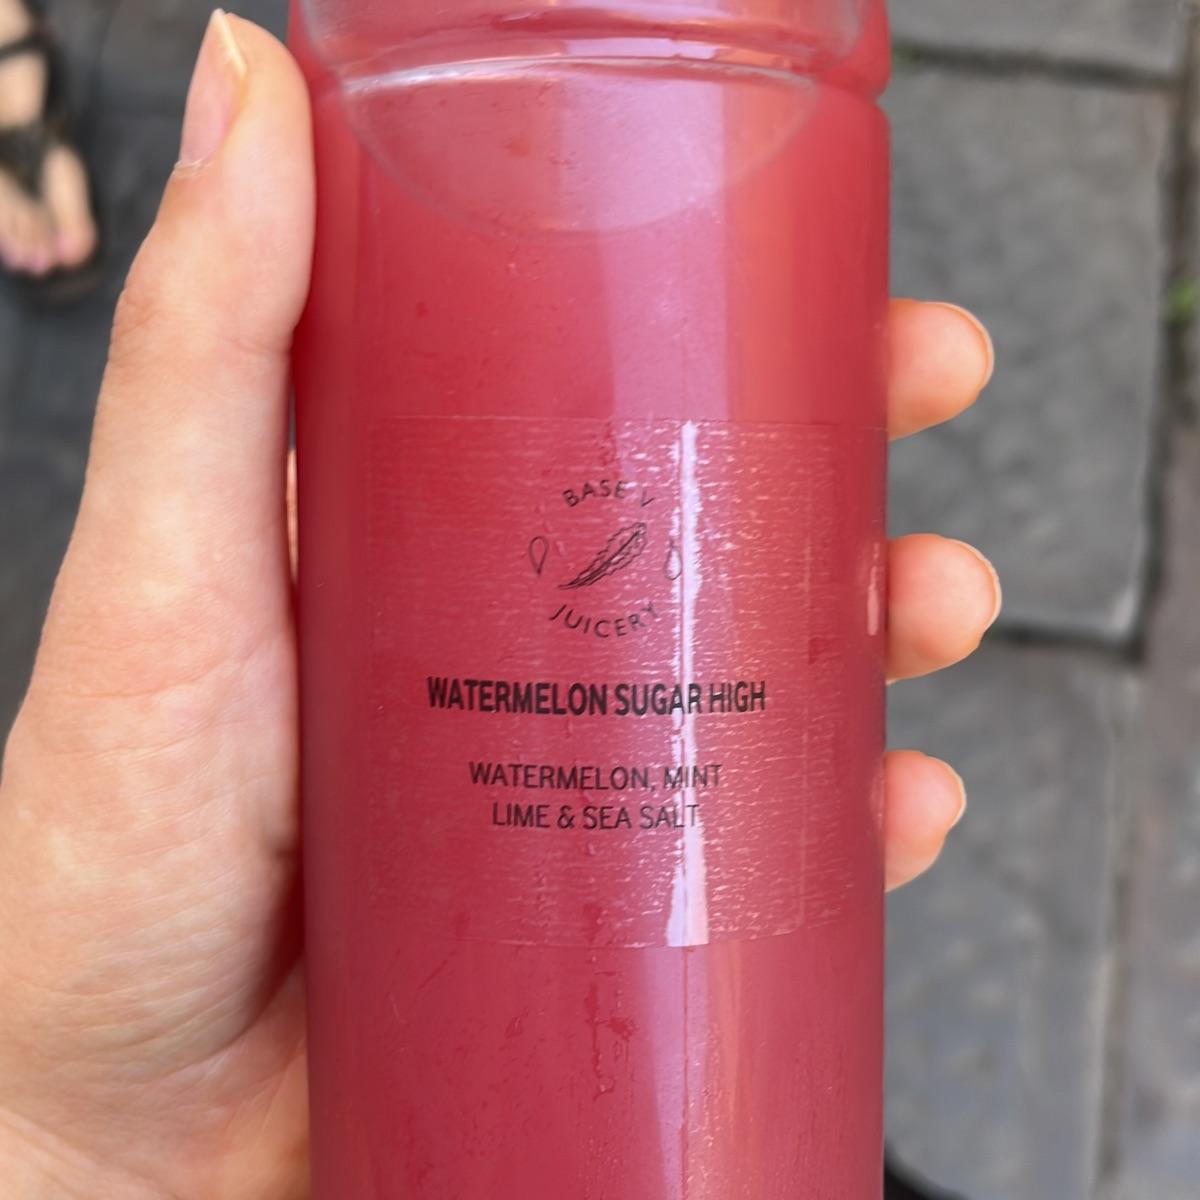 BASE V
JUICERY
WATERMELON SUGAR HIGH
WATERMELON, MINT
LIME & SEA SALT